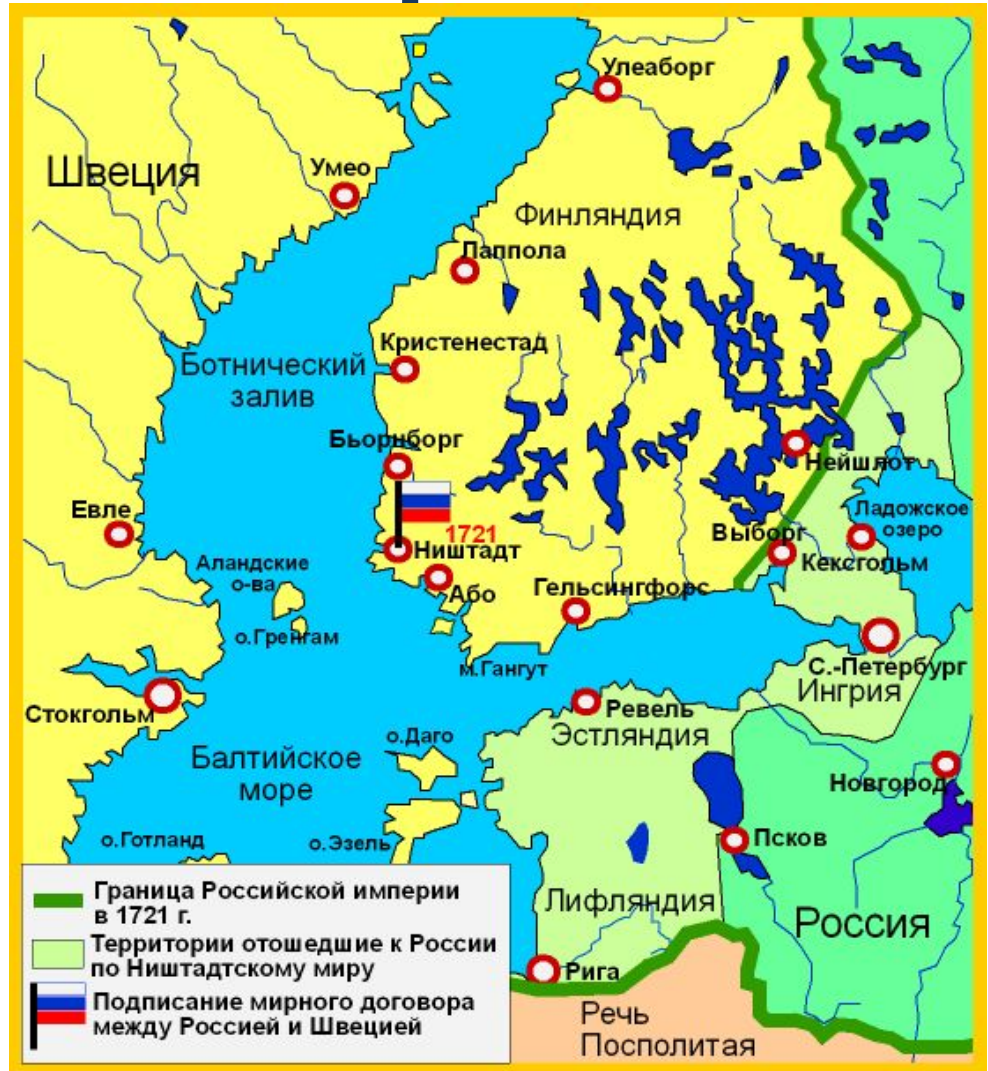 Улеаборг
Швеция
Умео
Финляндия
Лаппола
Кристенестад
Ботнический
залив
Бьорнборг
Нейшлот
Евле
1721
Ладожское
озеро
Выборг
Ништадт
Кексгольм
Аландские
о-ва
Або
Гельсингфорс
о.Гренгам
м.Гангут
С.-Петербург
Ингрия
Стокгольм
Ревель
Эстляндия
о.Даго
Балтийское
море
Новгород
о.Готланд
о.Эзель
Псков
Лифляндия
Россия
Рига
Речь
Посполитая
Граница Российской империи
в 1721 г.
Территории отошедшие к России
по Ништадтскому миру
Подписание мирного договора
между Россией и Швецией